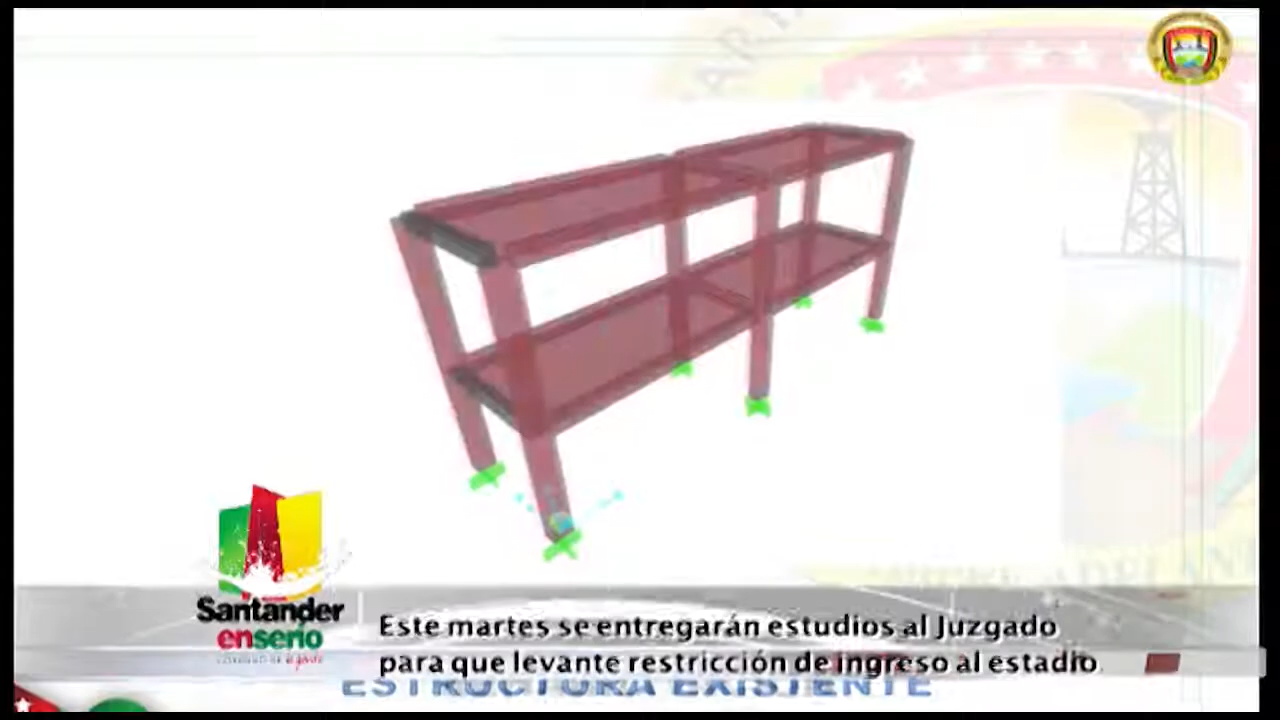 Santander
enserio
Este martes se entregarán estudios al Juzgado
para que levante restricción de ingreso al estadio.
ESTRUCTURA EXISTENTE